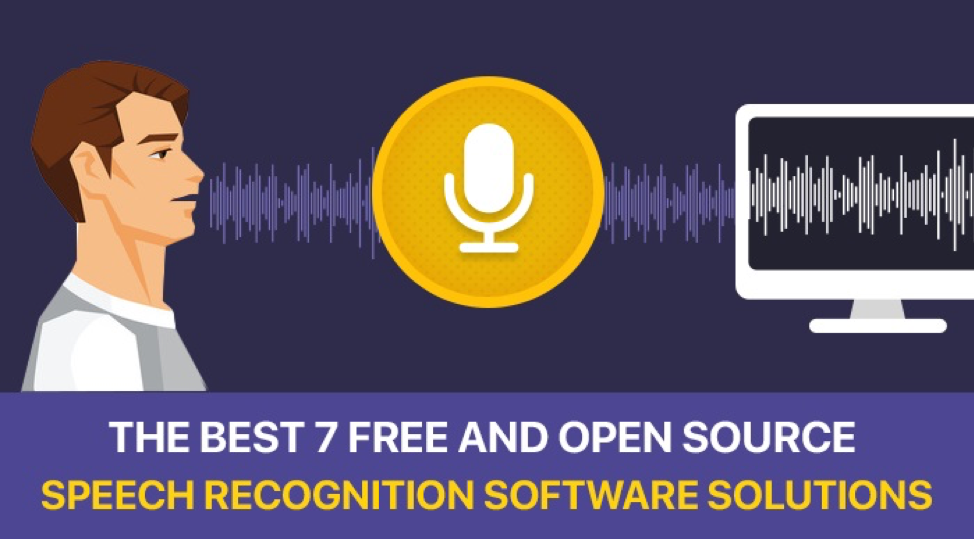 THE BEST 7 FREE AND OPEN SOURCE
SPEECH RECOGNITION SOFTWARE SOLUTIONS